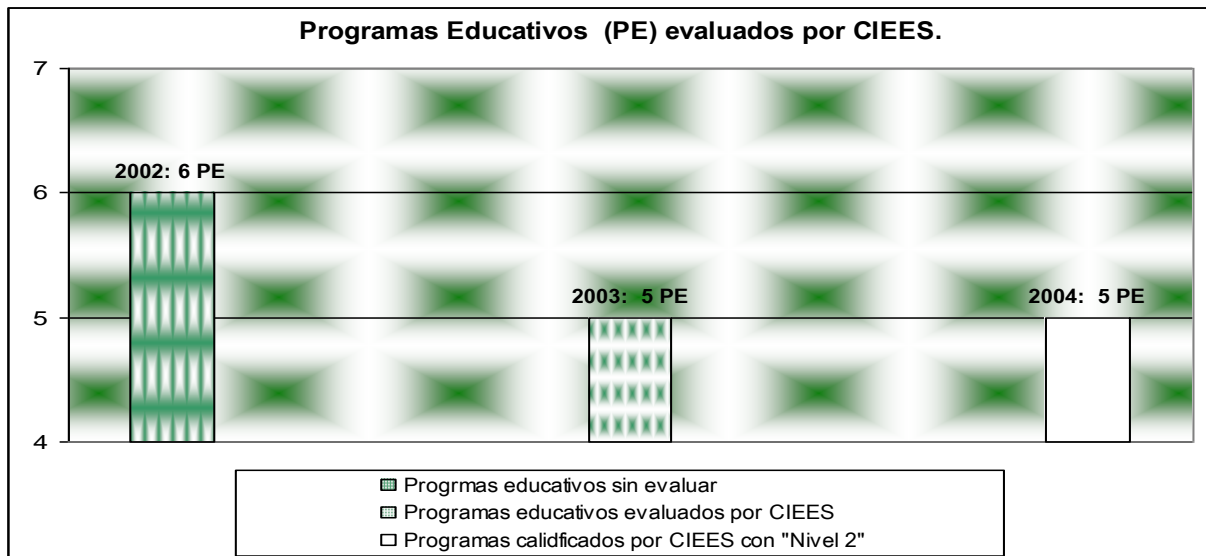 Programas Educativos (PE) evaluados por CIEES.
7
2002: 6 PE
6
2003: 5 PE
2004: 5 PE
5
4
Progrmas educativos sin evaluar
Programas educativos evaluados por CIEES
Programas calidficados por CIEES con "Nivel 2"